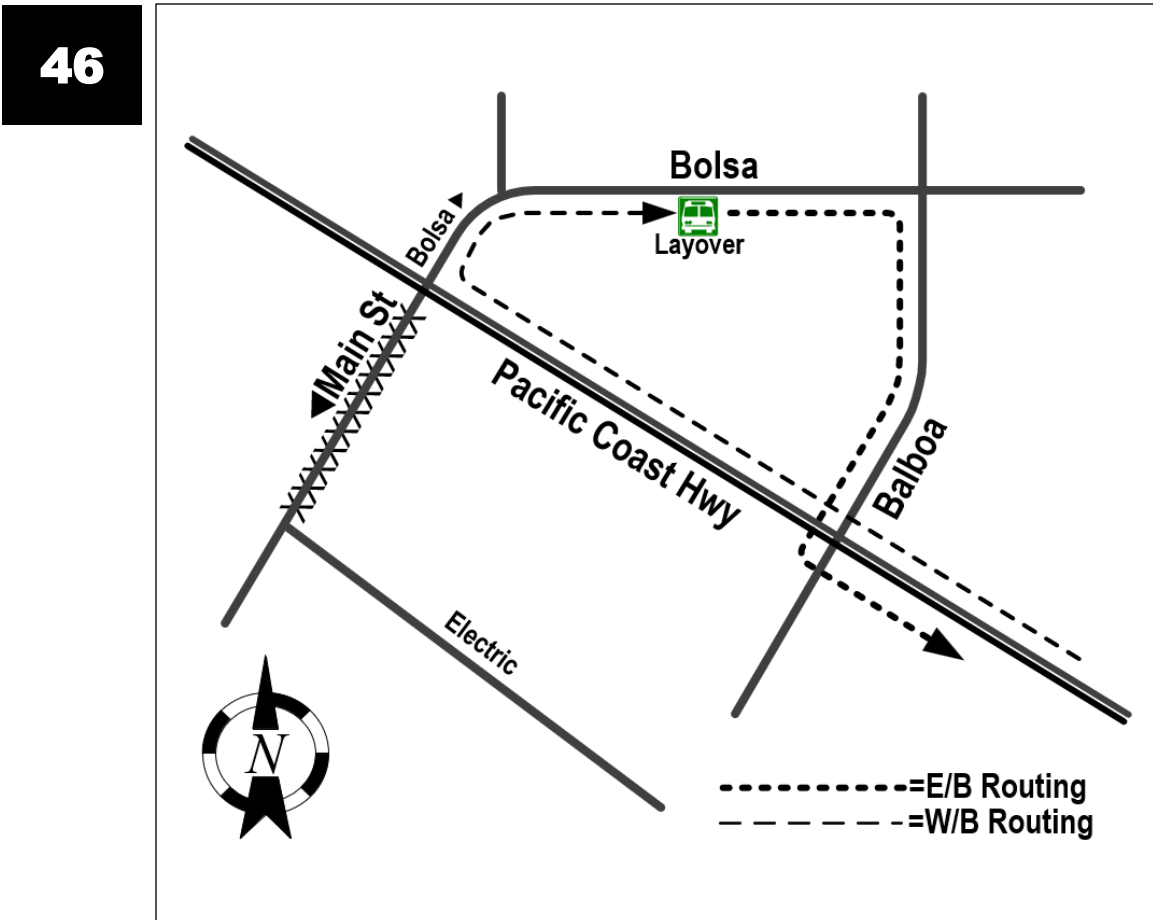 46
Bolsa
Layover
Bolsa
Main St
Pacific Coast Hwy
Balboa
Electric
N
=E/B Routing
=W/B Routing